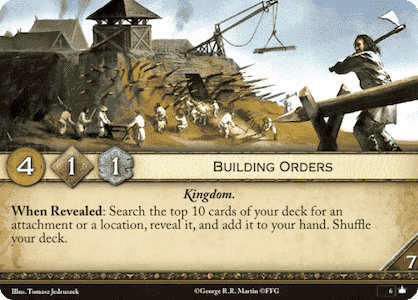 4 1 1 BUILDING ORDERS
Kingdom.
When Revealed: Search the top 10 cards of your deck for an
attachment or a location, reveal it, and add it to your hand. Shuffle
your deck.
7
Illus. Tomasz Jedruszek ©George R.R. Martin ©FFG 6